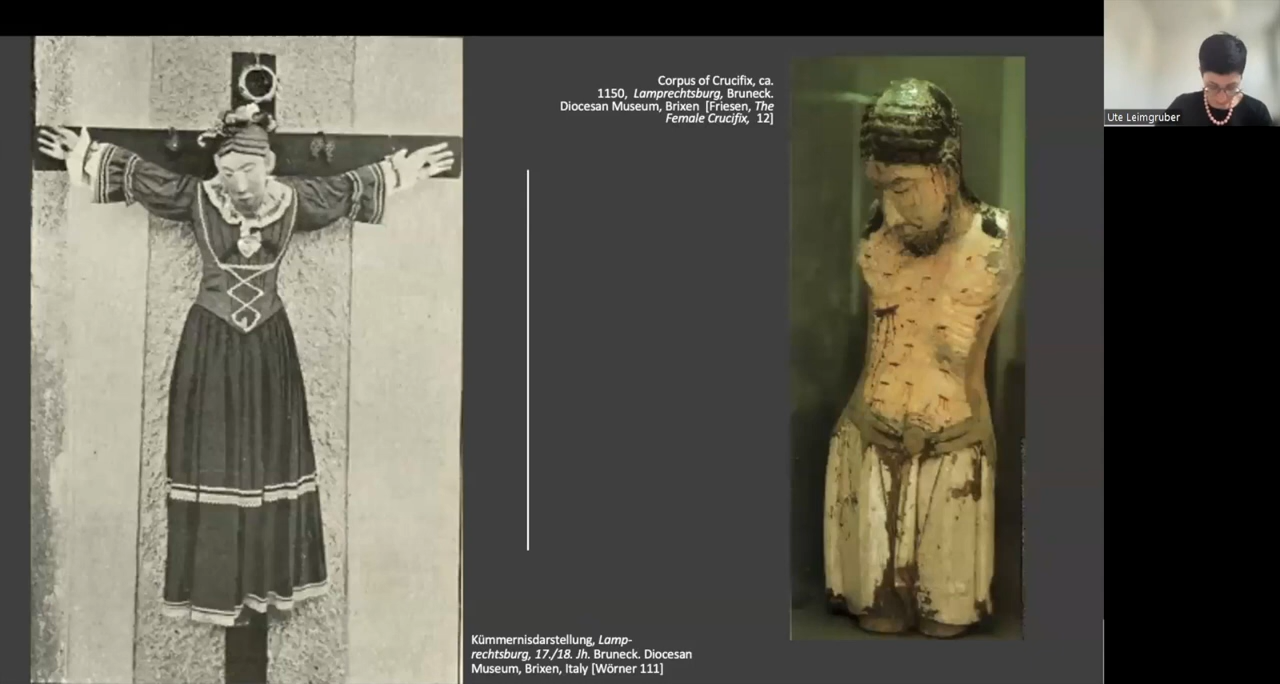 Corpus of Crucifix, ca.
1150, Lamprechtsburg, Bruneck.
Diocesan Museum, Brixen [Friesen, The
Female Crucifix, 12]
Ute Leimgruber
Kümmernisdarstellung, Lamp-
rechtsburg, 17./18. Jh. Bruneck. Diocesan
Museum, Brixen, Italy [Wörner 111]